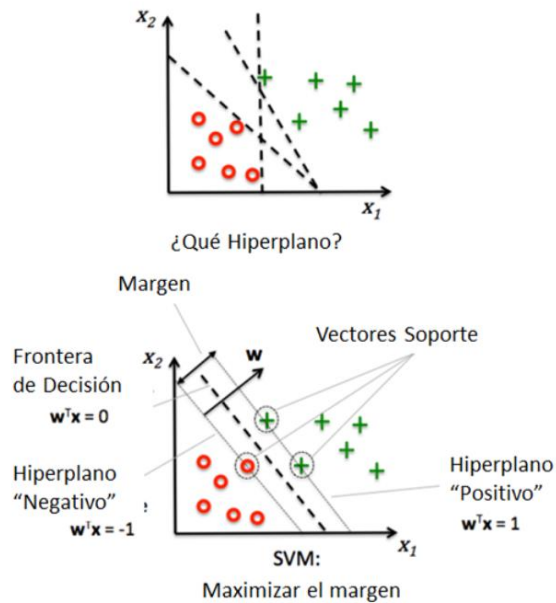 x₂
x₁
¿Qué Hiperplano?
Margen
Vectores Soporte
x₂
w
Frontera
de Decisión
wᵀx = 0
Hiperplano
“Negativo”
wᵀx = -1
Hiperplano
“Positivo”
wᵀx = 1
x₁
SVM:
Maximizar el margen